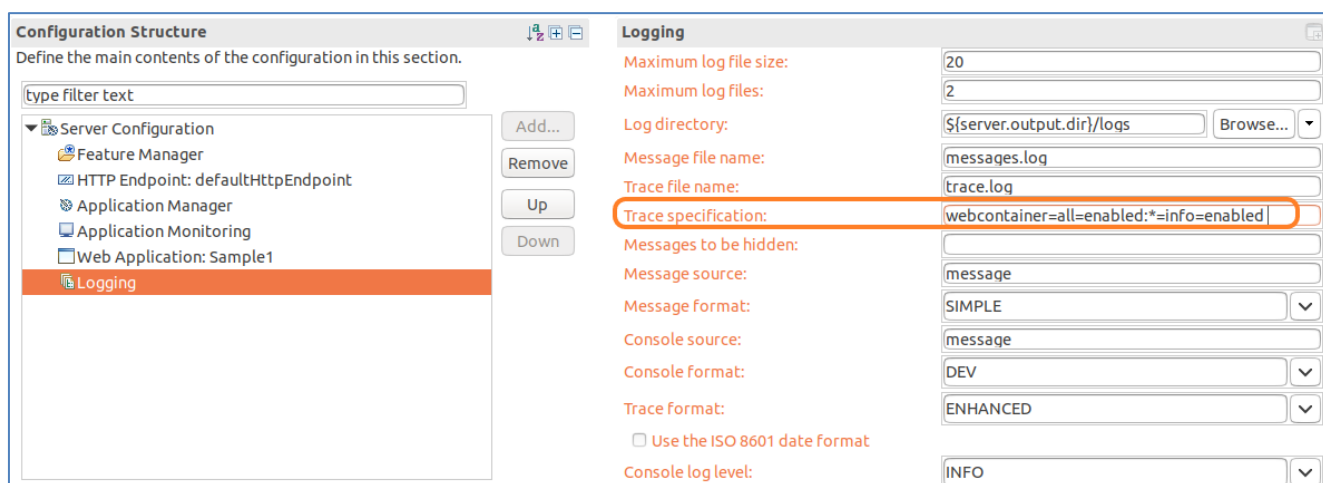 Configuration Structure
Define the main contents of the configuration in this section.
type filter text
Server Configuration
Feature Manager
HTTP Endpoint: defaultHttpEndpoint
Application Manager
Application Monitoring
Web Application: Sample1
Logging
Add...
Remove
Up
Down
Logging
Maximum log file size: 20
Maximum log files: 2
Log directory: ${server.output.dir}/logs Browse...
Message file name: messages.log
Trace file name: trace.log
Trace specification: webcontainer=all=enabled:*=info=enabled
Messages to be hidden:
Message source: message
Message format: SIMPLE
Console source: message
Console format: DEV
Trace format: ENHANCED
Use the ISO 8601 date format
Console log level: INFO